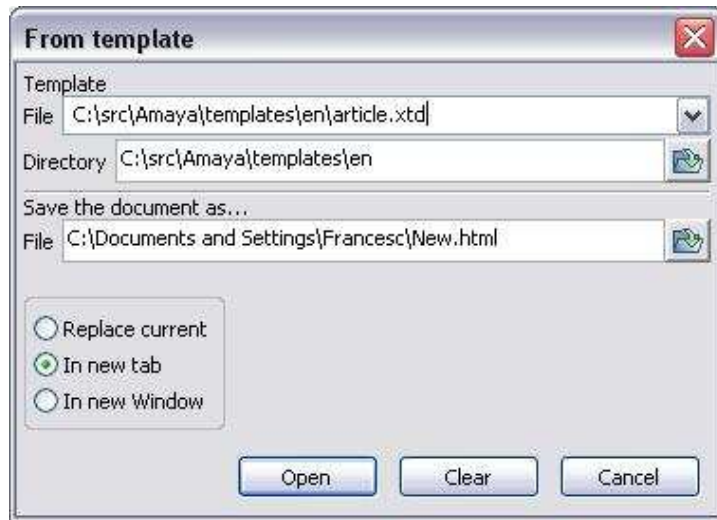 From template
Template
File C:\src\Amaya\templates\en\article.xtd
Directory C:\src\Amaya\templates\en
Save the document as...
File C:\Documents and Settings\Francesc\New.html
Replace current
In new tab
In new Window
Open Clear Cancel